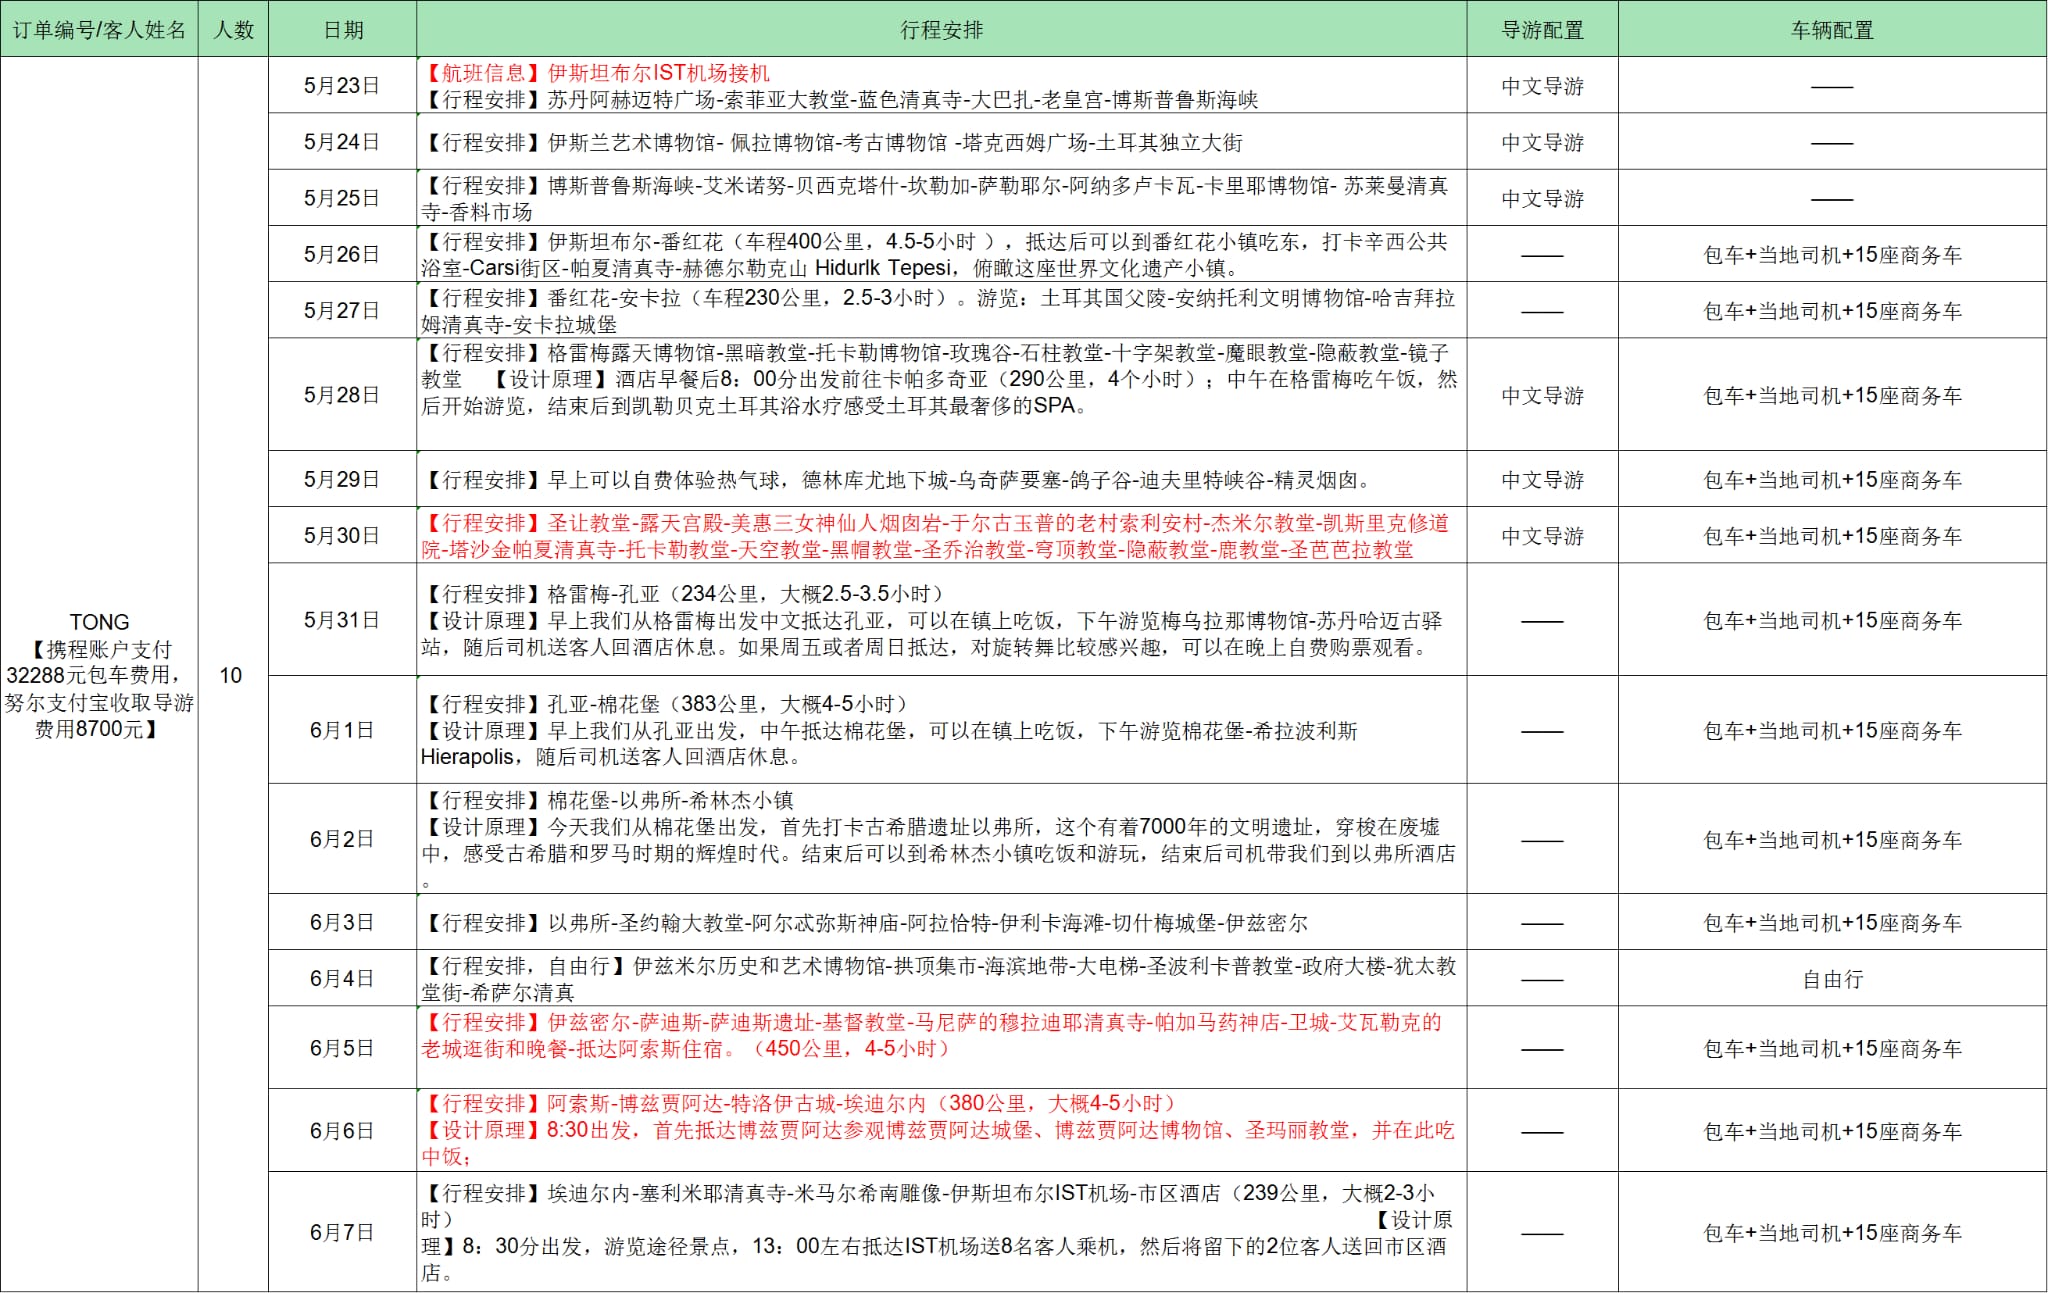 订单编号/客人姓名
人数
日期
行程安排
导游配置
车辆配置
TONG
【携程账户支付
32288元包车费用，
努尔支付宝收取导游
费用8700元】
10
5月23日
【航班信息】伊斯坦布尔IST机场接机
【行程安排】苏丹阿赫迈特广场-索菲亚大教堂-蓝色清真寺-大巴扎-老皇宫-博斯普鲁斯海峡
中文导游
——
5月24日
【行程安排】伊斯兰艺术博物馆- 佩拉博物馆-考古博物馆 -塔克西姆广场-土耳其独立大街
中文导游
——
5月25日
【行程安排】博斯普鲁斯海峡-艾米诺努-贝西克塔什-坎勒加-萨勒耶尔-阿纳多卢卡瓦-卡里耶博物馆- 苏莱曼清真
寺-香料市场
中文导游
——
5月26日
【行程安排】伊斯坦布尔-番红花（车程400公里，4.5-5小时 ），抵达后可以到番红花小镇吃东，打卡辛西公共
浴室-Carsi街区-帕夏清真寺-赫德尔勒克山 Hidurlk Tepesi，俯瞰这座世界文化遗产小镇。
——
包车+当地司机+15座商务车
5月27日
【行程安排】番红花-安卡拉（车程230公里，2.5-3小时）。游览：土耳其国父陵-安纳托利文明博物馆-哈吉拜拉
姆清真寺-安卡拉城堡
——
包车+当地司机+15座商务车
5月28日
【行程安排】格雷梅露天博物馆-黑暗教堂-托卡勒博物馆-玫瑰谷-石柱教堂-十字架教堂-魔眼教堂-隐蔽教堂-镜子
教堂 【设计原理】酒店早餐后8：00分出发前往卡帕多奇亚（290公里，4个小时）；中午在格雷梅吃午饭，然
后开始游览，结束后到凯勒贝克土耳其浴水疗感受土耳其最奢侈的SPA。
中文导游
包车+当地司机+15座商务车
5月29日
【行程安排】早上可以自费体验热气球，德林库尤地下城-乌奇萨要塞-鸽子谷-迪夫里特峡谷-精灵烟囱。
中文导游
包车+当地司机+15座商务车
5月30日
【行程安排】圣让教堂-露天宫殿-美惠三女神仙人烟囱岩-于尔古玉普的老村索利安村-杰米尔教堂-凯斯里克修道
院-塔沙金帕夏清真寺-托卡勒教堂-天空教堂-黑帽教堂-圣乔治教堂-穹顶教堂-隐蔽教堂-鹿教堂-圣芭芭拉教堂
中文导游
包车+当地司机+15座商务车
5月31日
【行程安排】格雷梅-孔亚（234公里，大概2.5-3.5小时）
【设计原理】早上我们从格雷梅出发中文抵达孔亚，可以在镇上吃饭，下午游览梅乌拉那博物馆-苏丹哈迈古驿
站，随后司机送客人回酒店休息。如果周五或者周日抵达，对旋转舞比较感兴趣，可以在晚上自费购票观看。
——
包车+当地司机+15座商务车
6月1日
【行程安排】孔亚-棉花堡（383公里，大概4-5小时）
【设计原理】早上我们从孔亚出发，中午抵达棉花堡，可以在镇上吃饭，下午游览棉花堡-希拉波利斯
Hierapolis，随后司机送客人回酒店休息。
——
包车+当地司机+15座商务车
6月2日
【行程安排】棉花堡-以弗所-希林杰小镇
【设计原理】今天我们从棉花堡出发，首先打卡古希腊遗址以弗所，这个有着7000年的文明遗址，穿梭在废墟
中，感受古希腊和罗马时期的辉煌时代。结束后可以到希林杰小镇吃饭和游玩，结束后司机带我们到以弗所酒店
。
——
包车+当地司机+15座商务车
6月3日
【行程安排】以弗所-圣约翰大教堂-阿尔忒弥斯神庙-阿拉恰特-伊利卡海滩-切什梅城堡-伊兹密尔
——
包车+当地司机+15座商务车
6月4日
【行程安排，自由行】伊兹米尔历史和艺术博物馆-拱顶集市-海滨地带-大电梯-圣波利卡普教堂-政府大楼-犹太教
堂街-希萨尔清真
——
自由行
6月5日
【行程安排】伊兹密尔-萨迪斯-萨迪斯遗址-基督教堂-马尼萨的穆拉迪耶清真寺-帕加马药神店-卫城-艾瓦勒克的
老城逛街和晚餐-抵达阿索斯住宿。（450公里，4-5小时）
——
包车+当地司机+15座商务车
6月6日
【行程安排】阿索斯-博兹贾阿达-特洛伊古城-埃迪尔内（380公里，大概4-5小时）
【设计原理】8:30出发，首先抵达博兹贾阿达参观博兹贾阿达城堡、博兹贾阿达博物馆、圣玛丽教堂，并在此吃
中饭；
——
包车+当地司机+15座商务车
6月7日
【行程安排】埃迪尔内-塞利米耶清真寺-米马尔希南雕像-伊斯坦布尔IST机场-市区酒店（239公里，大概2-3小
时） 【设计原
理】8：30分出发，游览途径景点，13：00左右抵达IST机场送8名客人乘机，然后将留下的2位客人送回市区酒
店。
——
包车+当地司机+15座商务车